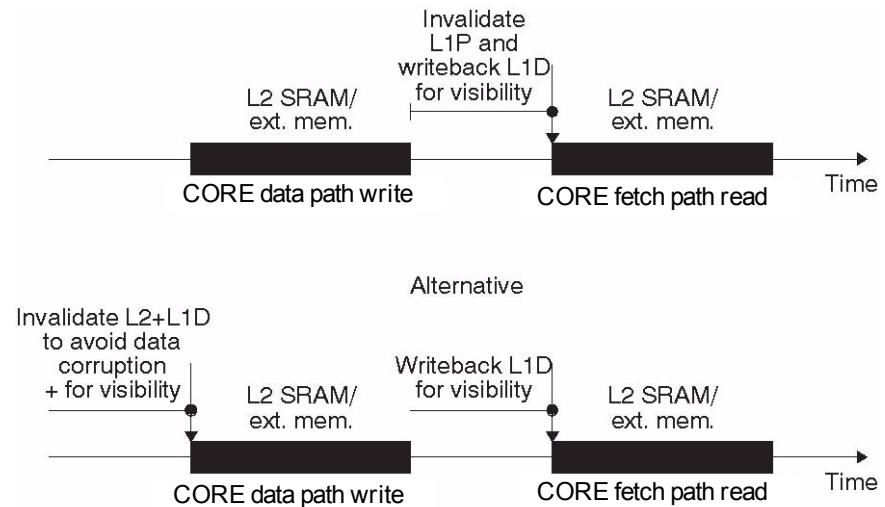 Invalidate
L1P and
writeback L1D
for visibility
L2 SRAM/
ext. mem.
L2 SRAM/
ext. mem.
Time
CORE data path write
CORE fetch path read
Alternative
Invalidate L2+L1D
to avoid data
corruption
+ for visibility
L2 SRAM/
ext. mem.
Writeback L1D
for visibility
L2 SRAM/
ext. mem.
Time
CORE data path write
CORE fetch path read